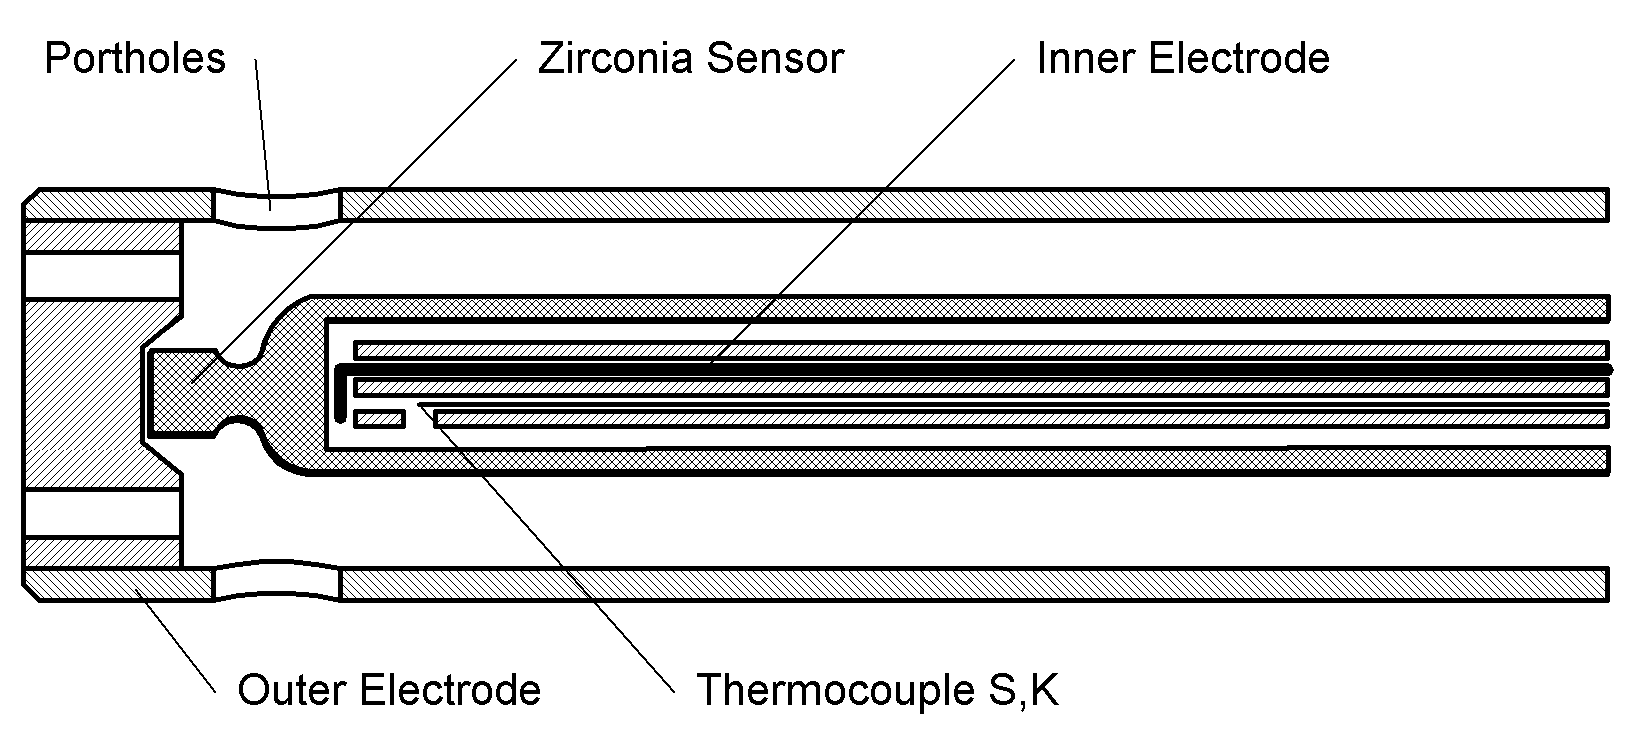 Portholes
Zirconia Sensor
Inner Electrode
Outer Electrode
Thermocouple S,K